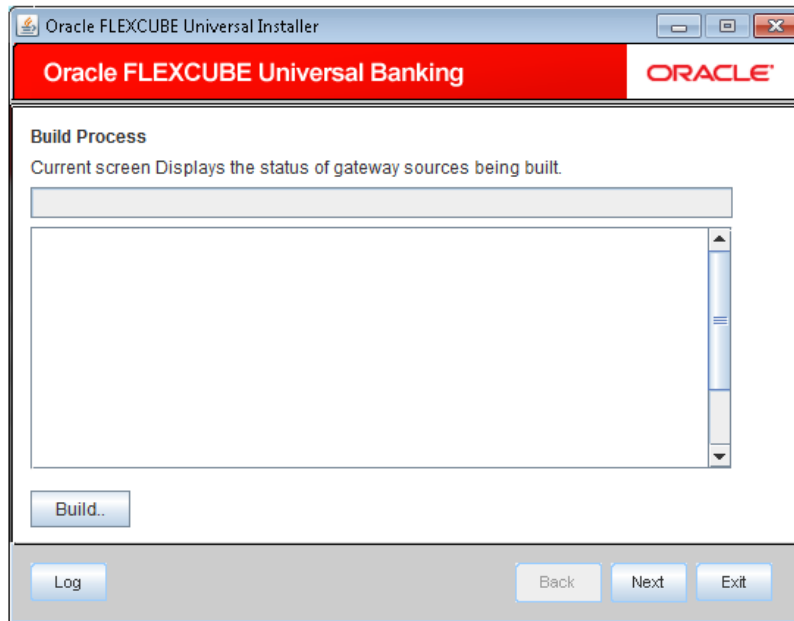 Oracle FLEXCUBE Universal Installer
Oracle FLEXCUBE Universal Banking
ORACLE
Build Process
Current screen Displays the status of gateway sources being built.
Build..
Log
Back
Next
Exit